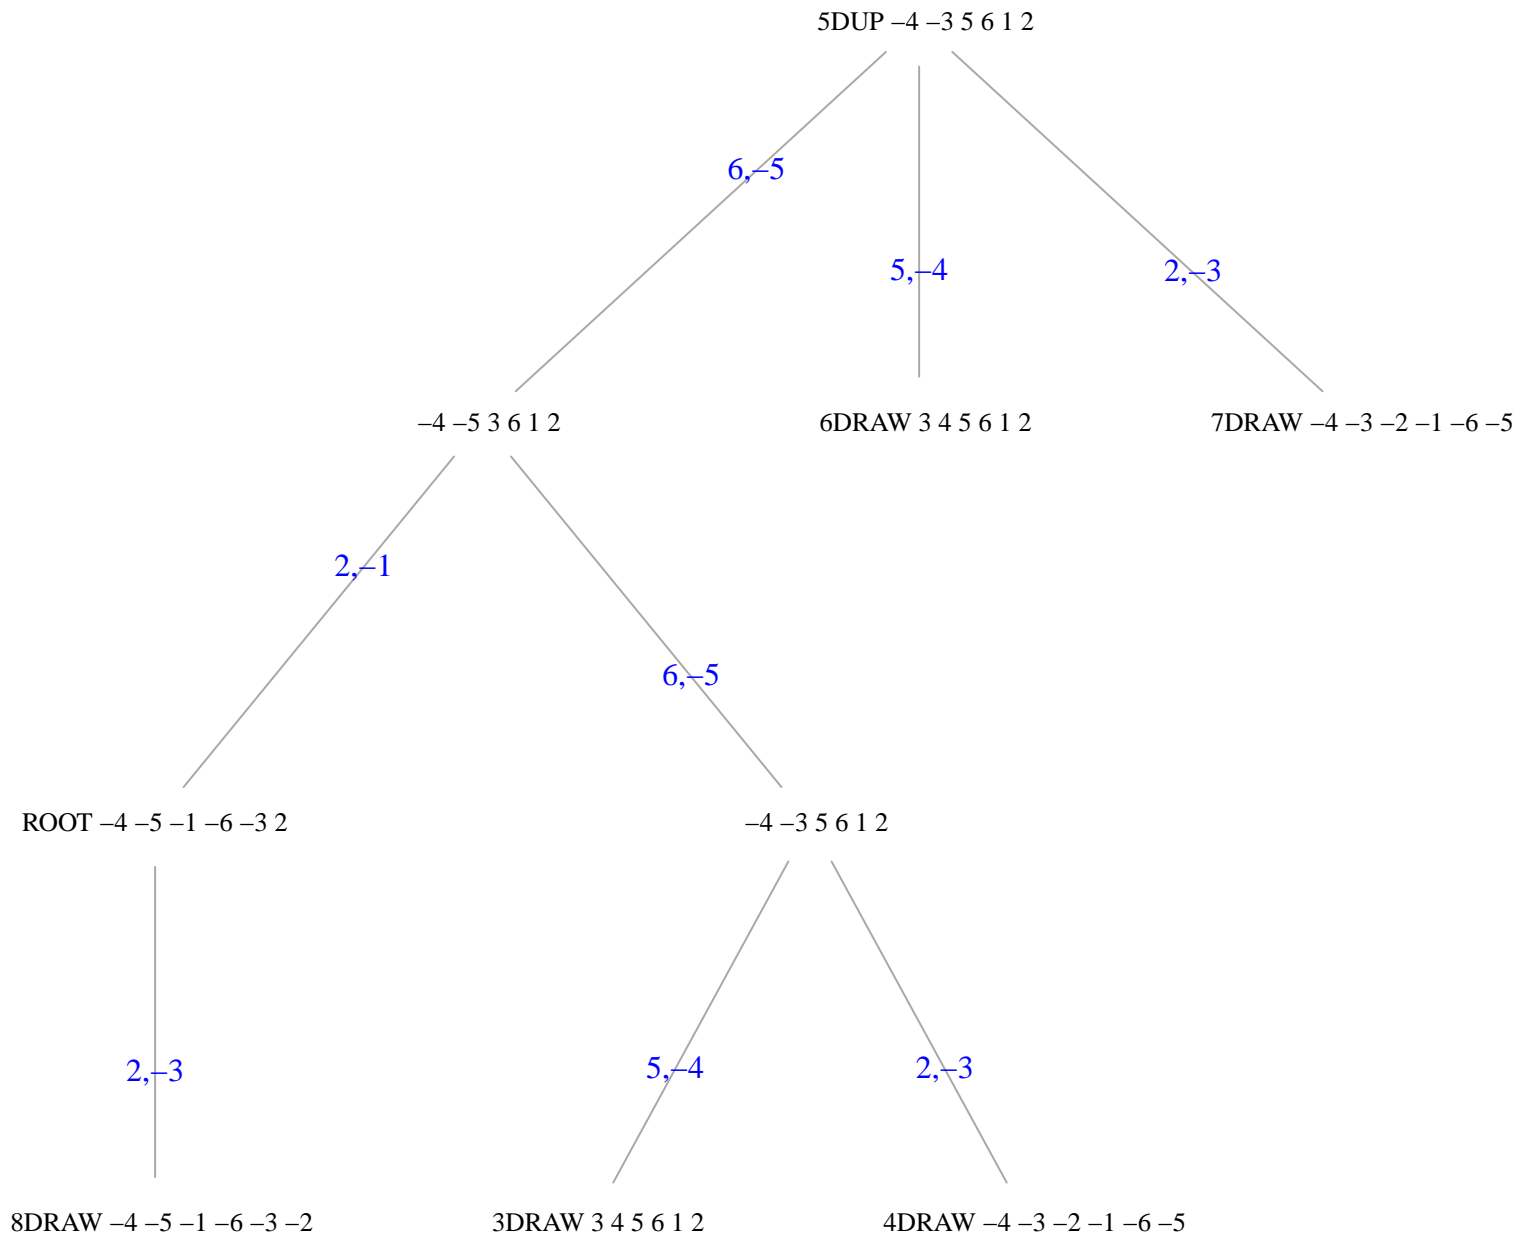 5DUP –4 –3 5 6 1 2
6,–5
5,–4
2,–3
–4 –5 3 6 1 2
6DRAW 3 4 5 6 1 2
7DRAW –4 –3 –2 –1 –6 –5
2,–1
6,–5
ROOT –4 –5 –1 –6 –3 2
–4 –3 5 6 1 2
2,–3
5,–4
2,–3
8DRAW –4 –5 –1 –6 –3 –2
3DRAW 3 4 5 6 1 2
4DRAW –4 –3 –2 –1 –6 –5